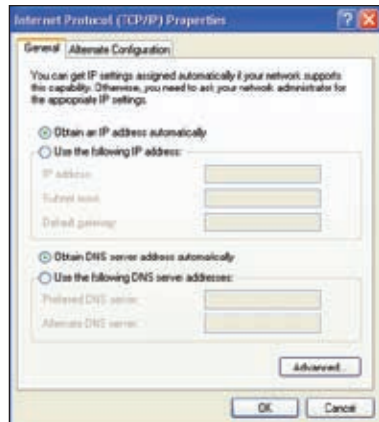 Internet Protocol (TCP/IP) Properties
General
Alternate Configuration
You can get IP settings assigned automatically if your network supports
this capability. Otherwise, you need to ask your network administrator for
the appropriate IP settings.
Obtain an IP address automatically
Use the following IP address:
IP address:
Subnet mask:
Default gateway:
Obtain DNS server address automatically
Use the following DNS server addresses:
Preferred DNS server:
Alternate DNS server:
Advanced...
OK
Cancel